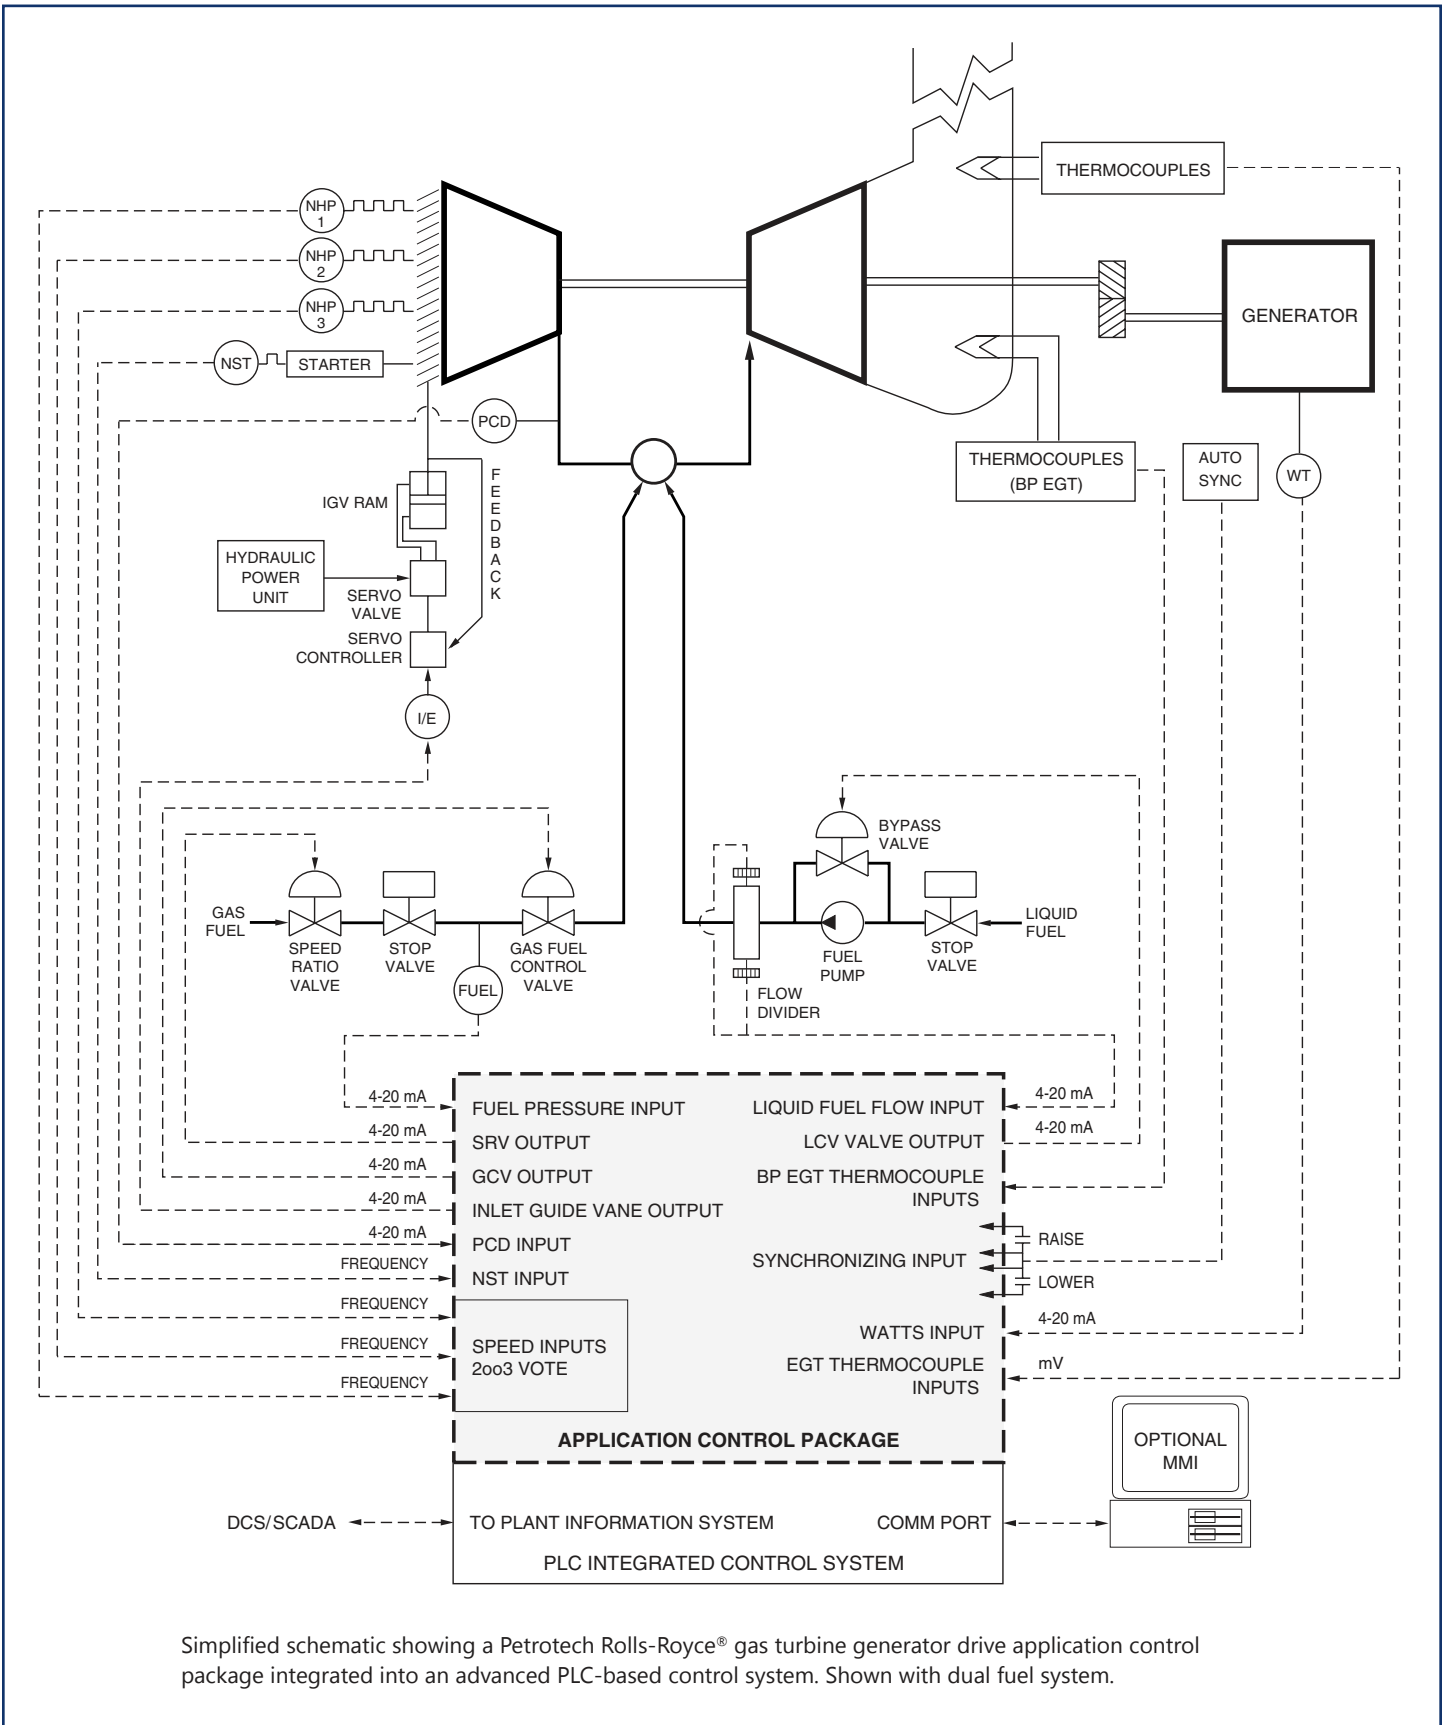 THERMOCOUPLES
NHP
1
NHP
2
NHP
3
NST
STARTER
GENERATOR
PCD
THERMOCOUPLES
(BP EGT)
AUTO
SYNC
WT
IGV RAM
FEEDBACK
HYDRAULIC
POWER
UNIT
SERVO
VALVE
SERVO
CONTROLLER
I/E
BYPASS
VALVE
GAS
FUEL
SPEED
RATIO
VALVE
STOP
VALVE
GAS FUEL
CONTROL
VALVE
FUEL
LIQUID
FUEL
FUEL
PUMP
STOP
VALVE
FLOW
DIVIDER
4-20 mA
FUEL PRESSURE INPUT
4-20 mA
SRV OUTPUT
4-20 mA
GCV OUTPUT
4-20 mA
INLET GUIDE VANE OUTPUT
4-20 mA
PCD INPUT
FREQUENCY
NST INPUT
FREQUENCY
FREQUENCY
FREQUENCY
SPEED INPUTS
2oo3 VOTE
LIQUID FUEL FLOW INPUT
4-20 mA
LCV VALVE OUTPUT
4-20 mA
BP EGT THERMOCOUPLE
INPUTS
SYNCHRONIZING INPUT
RAISE
LOWER
WATTS INPUT
4-20 mA
EGT THERMOCOUPLE
INPUTS
mV
APPLICATION CONTROL PACKAGE
OPTIONAL
MMI
DCS/SCADA
TO PLANT INFORMATION SYSTEM
COMM PORT
PLC INTEGRATED CONTROL SYSTEM
Simplified schematic showing a Petrotech Rolls-Royce® gas turbine generator drive application control
package integrated into an advanced PLC-based control system. Shown with dual fuel system.